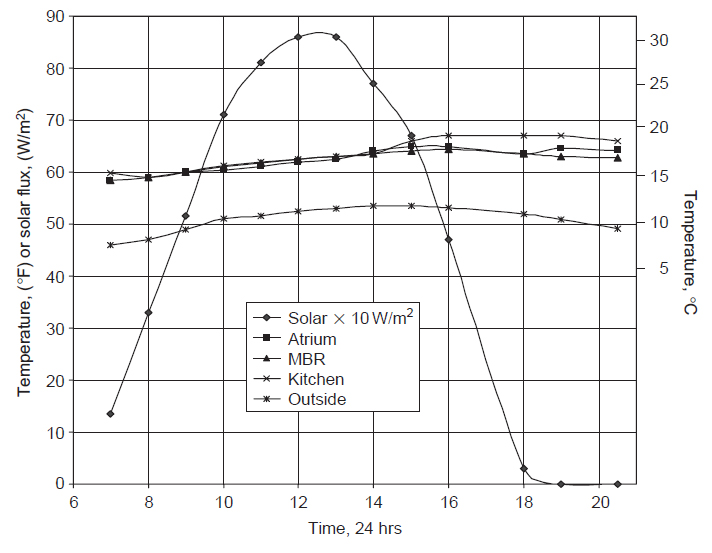 90
80
70
60
50
40
30
20
10
0
Temperature, (°F) or solar flux, (W/m²)
30
25
20
15
10
5
Temperature, °C
Solar × 10 W/m²
Atrium
MBR
Kitchen
Outside
6 8 10 12 14 16 18 20
Time, 24 hrs